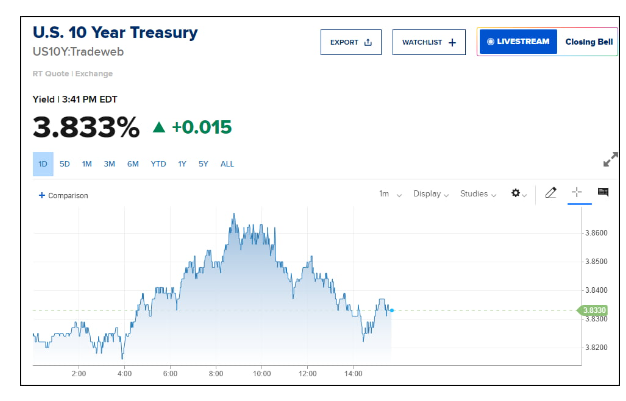 U.S. 10 Year Treasury
US10Y:Tradeweb
EXPORT
WATCHLIST +
LIVESTREAM
Closing Bell
RT Quote | Exchange
Yield | 3:41 PM EDT
3.833% ▲ +0.015
1D 5D 1M 3M 6M YTD 1Y 5Y ALL
+ Comparison
1m Display Studies
3.8600
3.8500
3.8400
3.8330
3.8300
3.8200
2:00 4:00 6:00 8:00 10:00 12:00 14:00